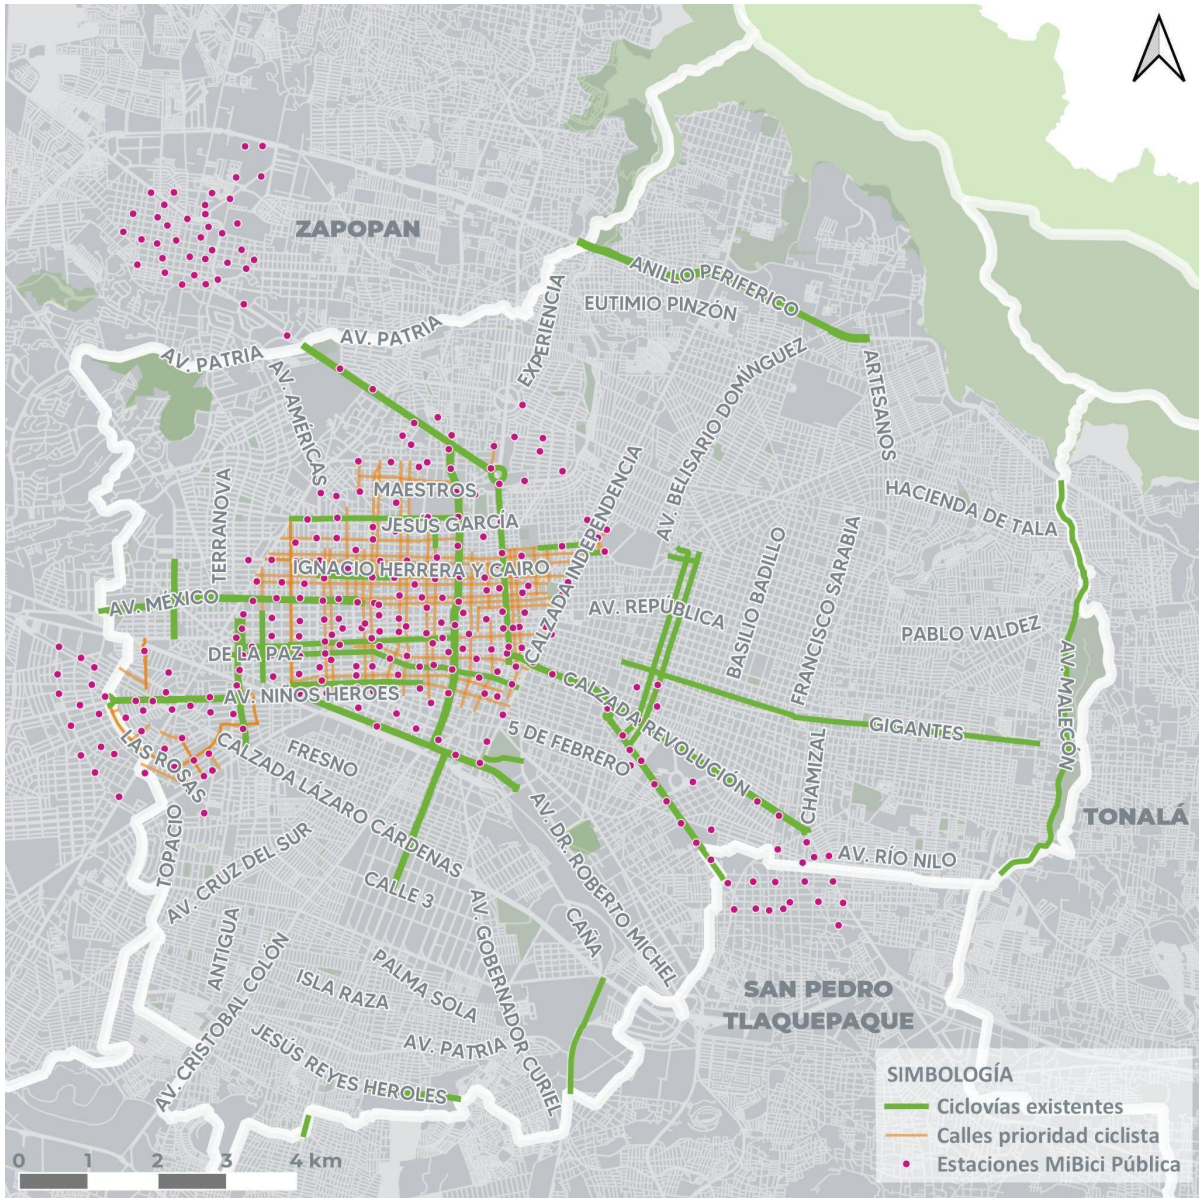 ZAPOPAN
ANILLO PERIFERICO
EUTIMIO PINZÓN
AV. PATRIA
AV. PATRIA
EXPERIENCIA
AV. AMÉRICAS
AV. BELISARIO DOMÍNGUEZ
ARTESANOS
TERRANOVA
MAESTROS
JESÚS GARCÍA
CALZADA INDEPENDENCIA
HACIENDA DE TALA
IGNACIO HERRERA Y CAIRO
AV. MÉXICO
AV. REPÚBLICA
BASILIO BADILLO
FRANCISCO SARABIA
PABLO VALDEZ
DE LA PAZ
AV. NIÑOS HEROES
CALZADA REVOLUCION
GIGANTES
AV. MALECÓN
5 DE FEBRERO
LAS ROSAS
FRESNO
CALZADA LÁZARO CÁRDENAS
CHAMIZAL
TONALÁ
TOPACIO
AV. CRUZ DEL SUR
AV. DR. ROBERTO MICHEL
AV. RÍO NILO
CALLE 3
AV. GOBERNADOR CURIEL
CAÑA
ANTIGUA
AV. CRISTOBAL COLÓN
ISLA RAZA
PALMA SOLA
SAN PEDRO
TLAQUEPAQUE
AV. PATRIA
JESÚS REYES HEROLES
SIMBOLOGÍA
Ciclovías existentes
Calles prioridad ciclista
Estaciones MiBici Pública
0 1 2 3 4 km